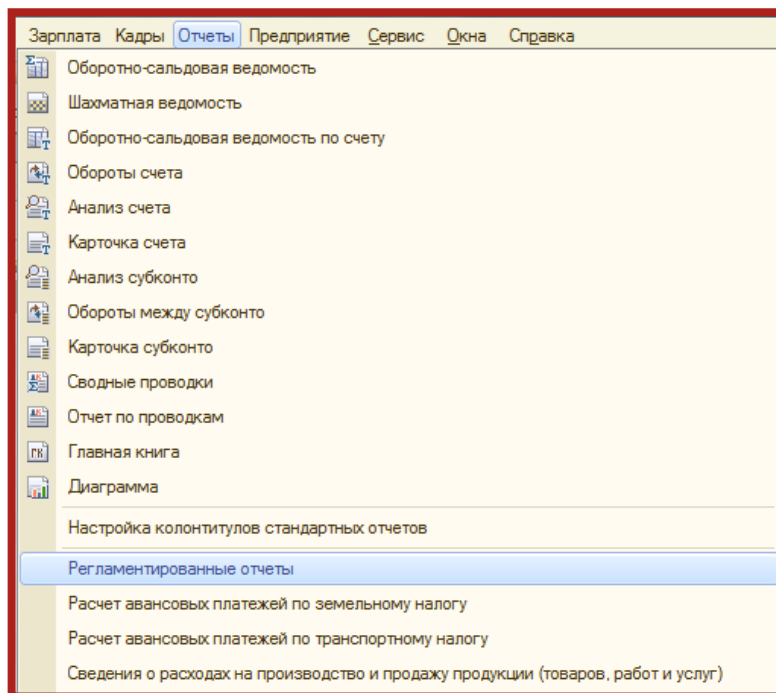 Зарплата Кадры Отчеты Предприятие Сервис Окна Справка
Оборотно-сальдовая ведомость
Шахматная ведомость
Оборотно-сальдовая ведомость по счету
Обороты счета
Анализ счета
Карточка счета
Анализ субконто
Обороты между субконто
Карточка субконто
Сводные проводки
Отчет по проводкам
Главная книга
Диаграмма
Настройка колонтитулов стандартных отчетов
Регламентированные отчеты
Расчет авансовых платежей по земельному налогу
Расчет авансовых платежей по транспортному налогу
Сведения о расходах на производство и продажу продукции (товаров, работ и услуг)